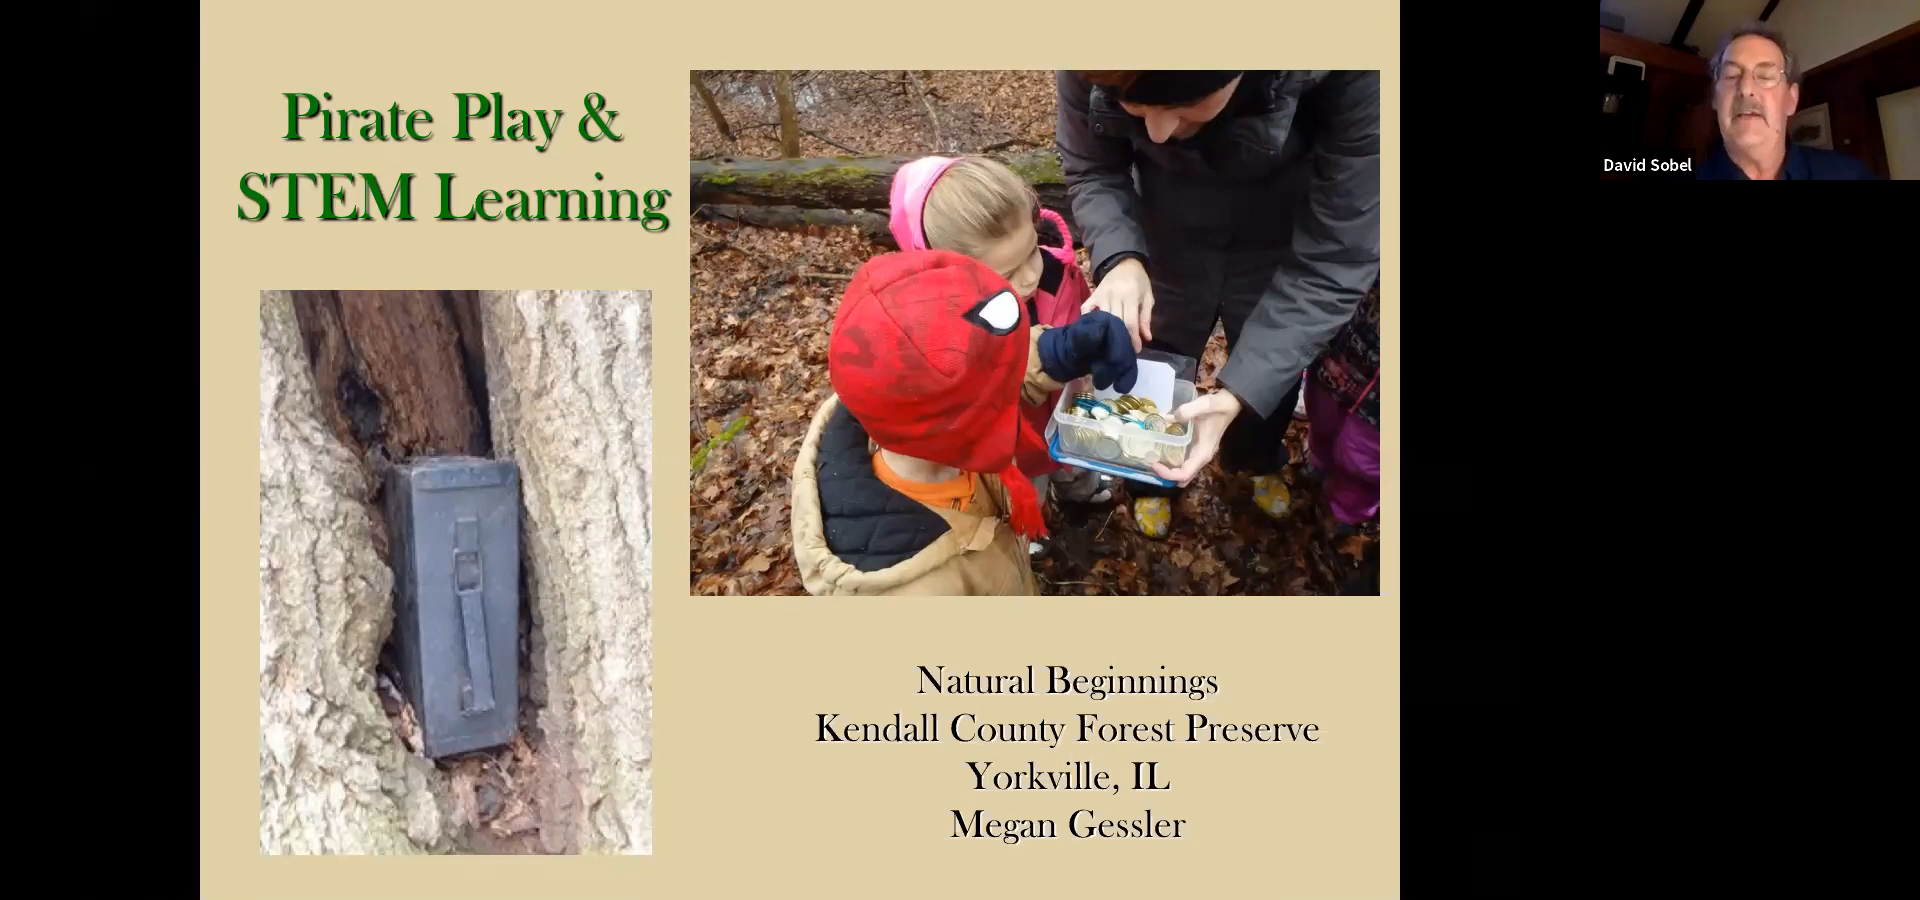 Pirate Play &
STEM Learning
David Sobel
Natural Beginnings
Kendall County Forest Preserve
Yorkville, IL
Megan Gessler